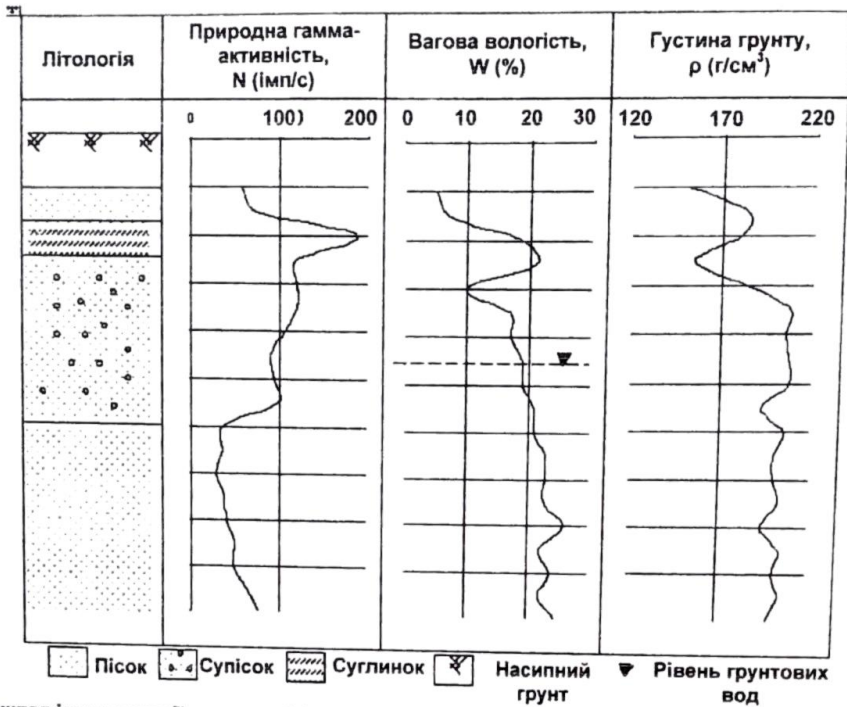 Літологія
Природна гамма-
активність,
N (імп/с)
Вагова вологість,
W (%)
Густина грунту,
ρ (г/см³)
0 100) 200
0 10 20 30
120 170 220
Пісок Супісок Суглинок Насипний Рівень грунтових
грунт вод